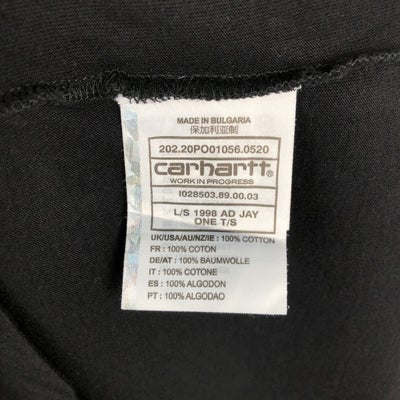 MADE IN BULGARIA
保加利亚制
202.20PO01056.0520
carhartt®
WORK IN PROGRESS
I028503.89.00.03
L/S 1998 AD JAY
ONE T/S
UK/USA/AU/NZ/IE : 100% COTTON
FR : 100% COTON
DE/AT : 100% BAUMWOLLE
IT : 100% COTONE
ES : 100% ALGODON
PT : 100% ALGODAO